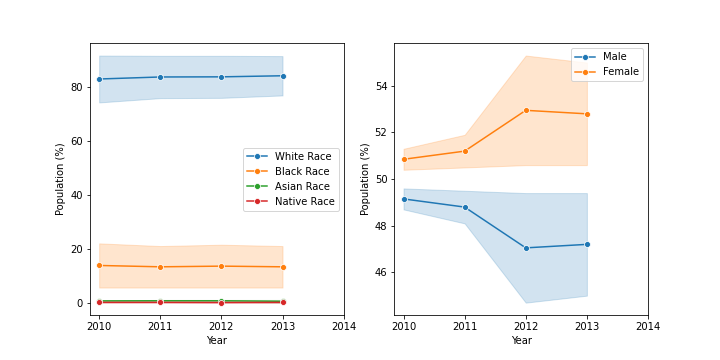 80
60
40
20
0
Population (%)
2010 2011 2012 2013 2014
Year
White Race
Black Race
Asian Race
Native Race
54
52
50
48
46
Population (%)
2010 2011 2012 2013 2014
Year
Male
Female